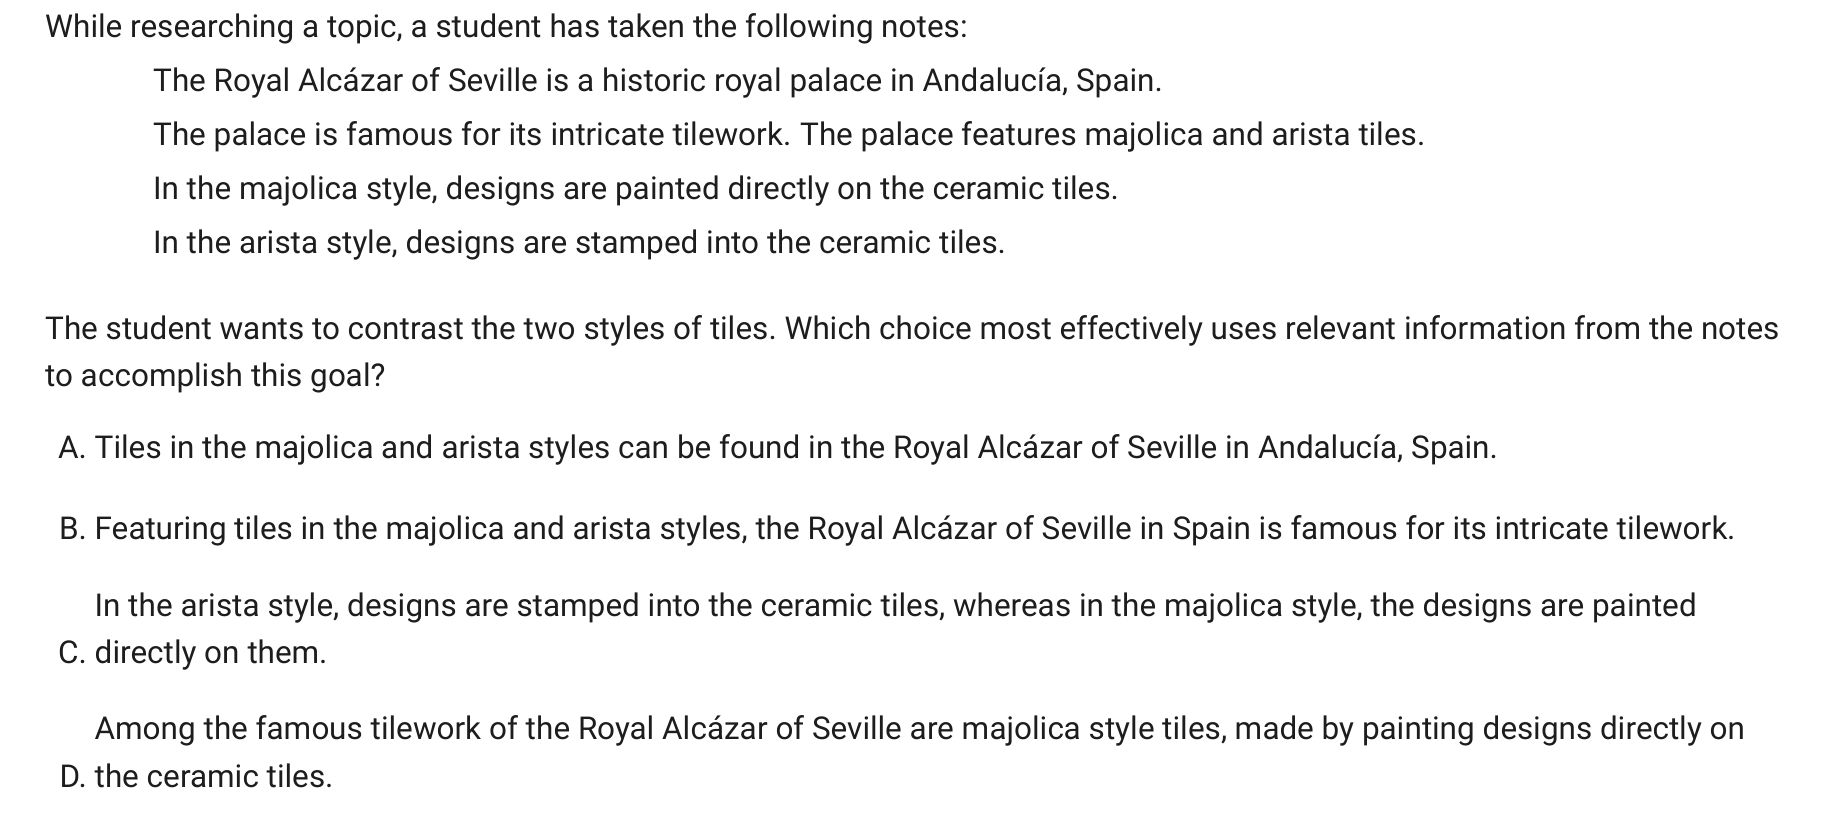 While researching a topic, a student has taken the following notes:
The Royal Alcázar of Seville is a historic royal palace in Andalucía, Spain.
The palace is famous for its intricate tilework. The palace features majolica and arista tiles.
In the majolica style, designs are painted directly on the ceramic tiles.
In the arista style, designs are stamped into the ceramic tiles.
The student wants to contrast the two styles of tiles. Which choice most effectively uses relevant information from the notes
to accomplish this goal?
A. Tiles in the majolica and arista styles can be found in the Royal Alcázar of Seville in Andalucía, Spain.
B. Featuring tiles in the majolica and arista styles, the Royal Alcázar of Seville in Spain is famous for its intricate tilework.
In the arista style, designs are stamped into the ceramic tiles, whereas in the majolica style, the designs are painted
C. directly on them.
Among the famous tilework of the Royal Alcázar of Seville are majolica style tiles, made by painting designs directly on
D. the ceramic tiles.